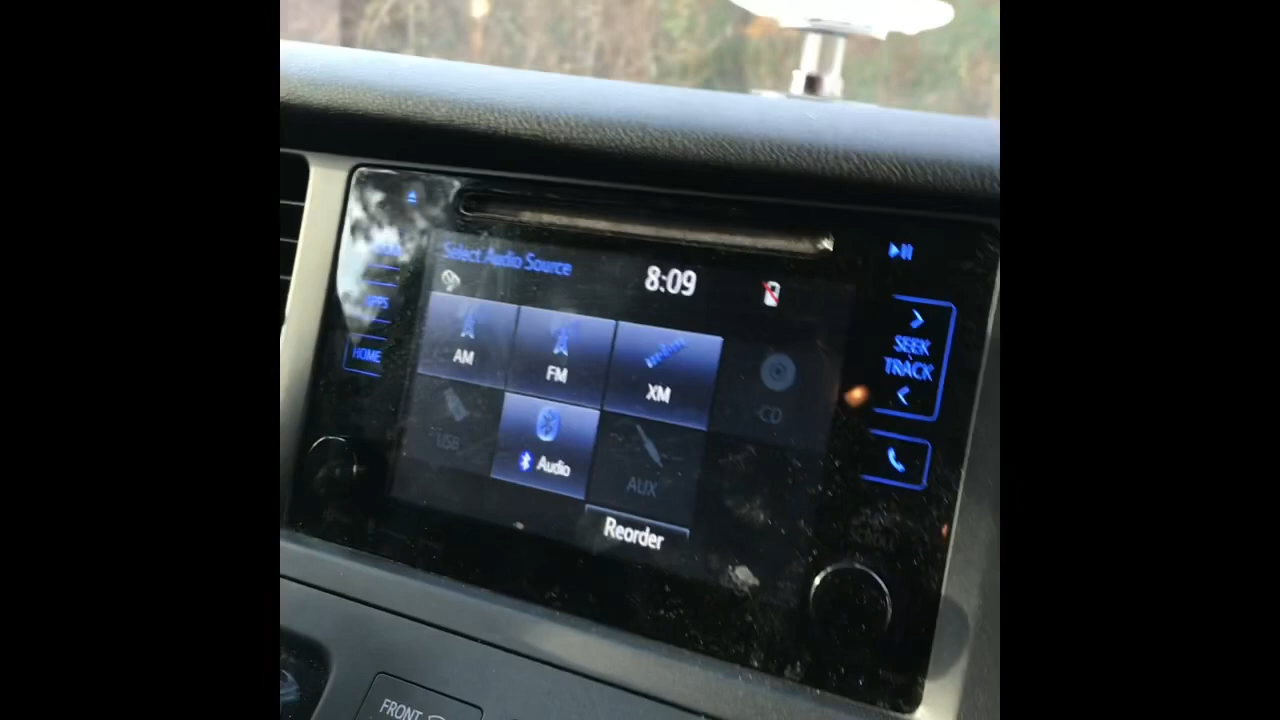 Select Audio Source
8:09
APPS
HOME
AM
FM
XM
CD
USB
Audio
AUX
Reorder
SEEK
TRACK
FRONT